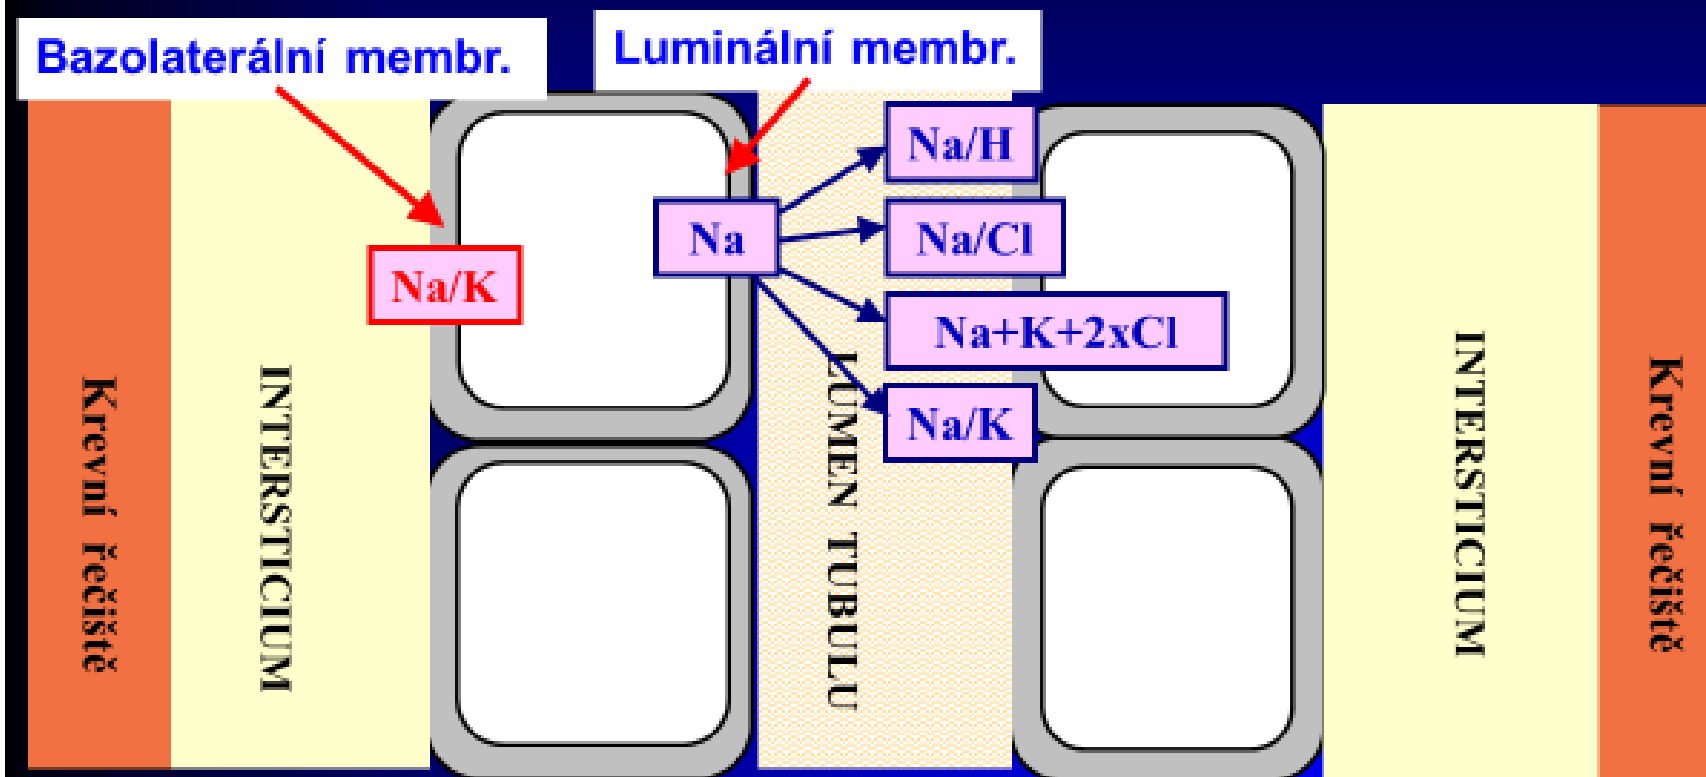 Bazolaterální membr.
Luminální membr.
Na/H
Na
Na/Cl
Na/K
Na+K+2xCl
Na/K
Krevní řečiště
INTERSTICIUM
LUMEN TUBULU
INTERSTICIUM
Krevní řečiště